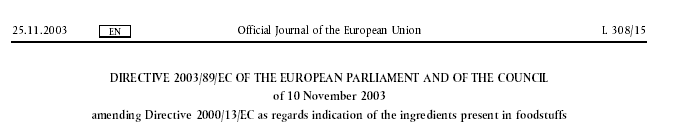 25.11.2003 EN Official Journal of the European Union L 308/15
DIRECTIVE 2003/89/EC OF THE EUROPEAN PARLIAMENT AND OF THE COUNCIL
of 10 November 2003
amending Directive 2000/13/EC as regards indication of the ingredients present in foodstuffs